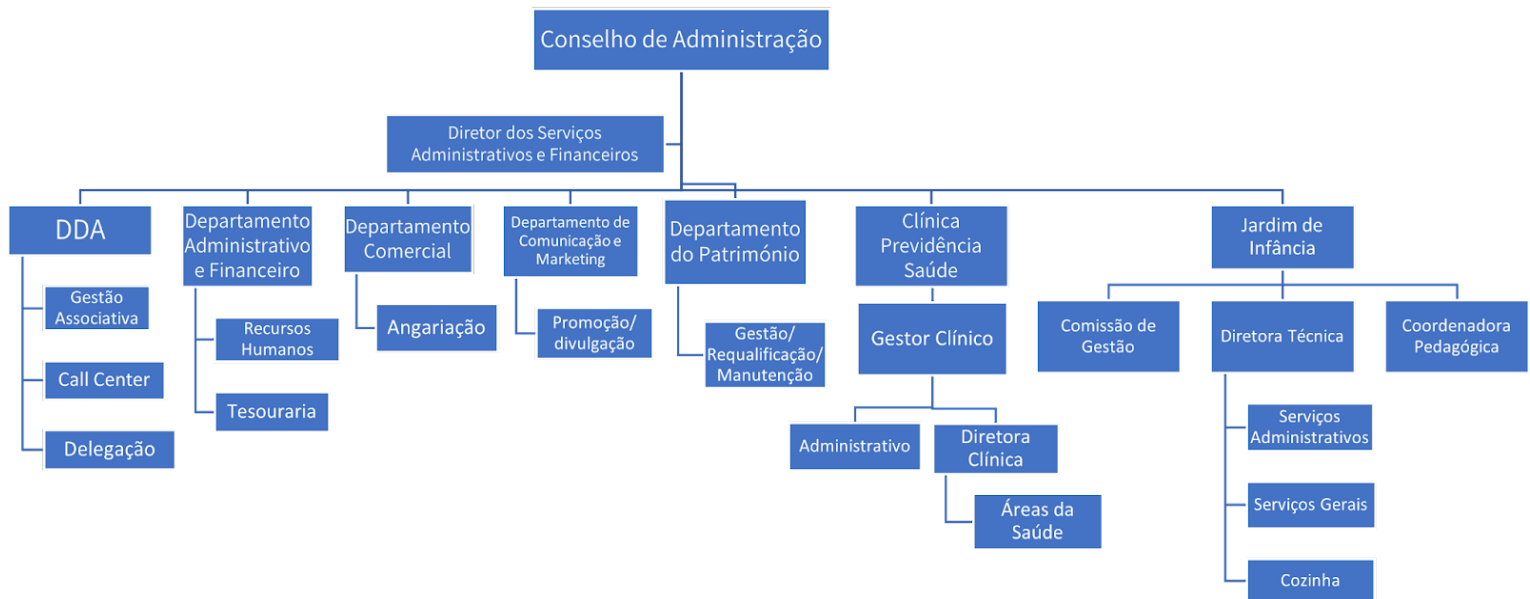 Conselho de Administração
Diretor dos Serviços
Administrativos e Financeiros
DDA
Gestão
Associativa
Call Center
Delegação
Departamento
Administrativo
e Financeiro
Recursos
Humanos
Tesouraria
Departamento
Comercial
Angariação
Departamento de
Comunicação e
Marketing
Promoção/
divulgação
Departamento
do Património
Gestão/
Requalificação/
Manutenção
Clínica
Previdência
Saúde
Gestor Clínico
Administrativo
Diretora
Clínica
Áreas da
Saúde
Jardim de
Infância
Comissão de
Gestão
Diretora Técnica
Serviços
Administrativos
Serviços Gerais
Cozinha
Coordenadora
Pedagógica